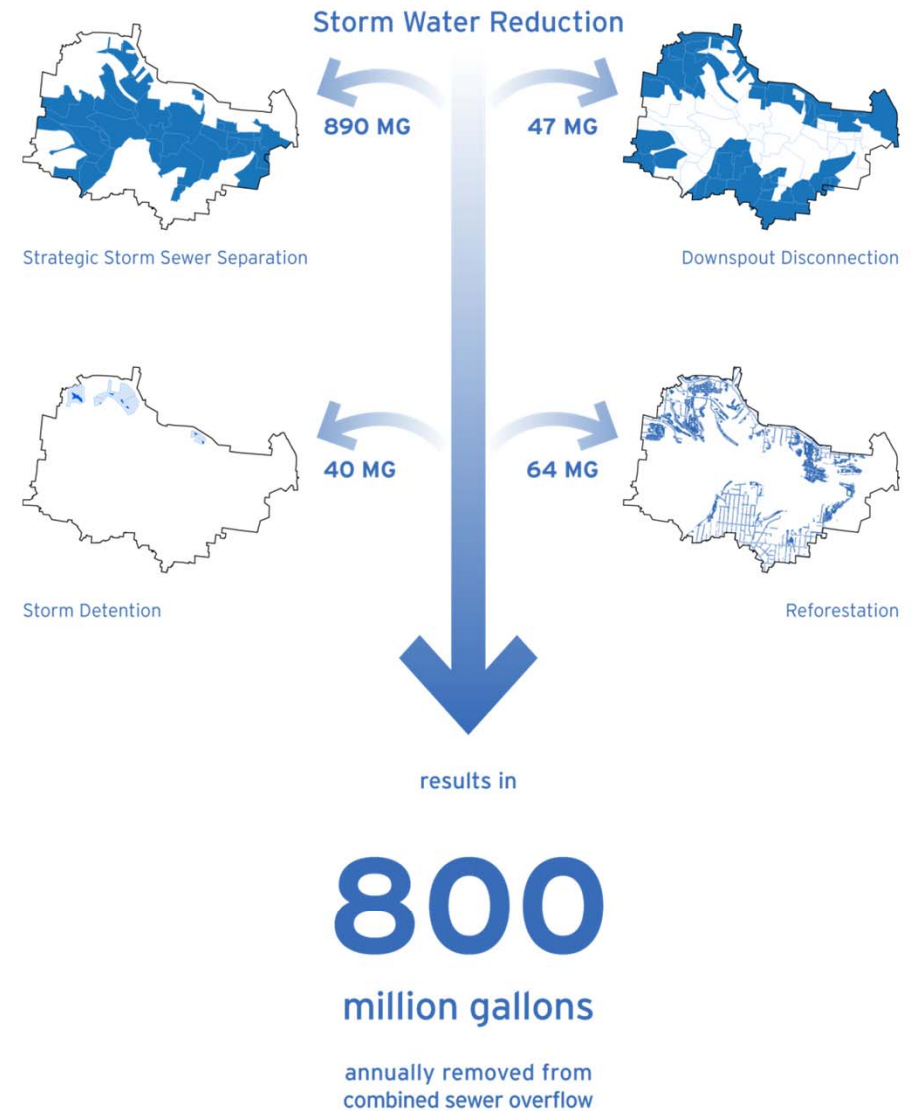 Storm Water Reduction
890 MG
47 MG
Strategic Storm Sewer Separation
Downspout Disconnection
40 MG
64 MG
Storm Detention
Reforestation
results in
800
million gallons
annually removed from
combined sewer overflow